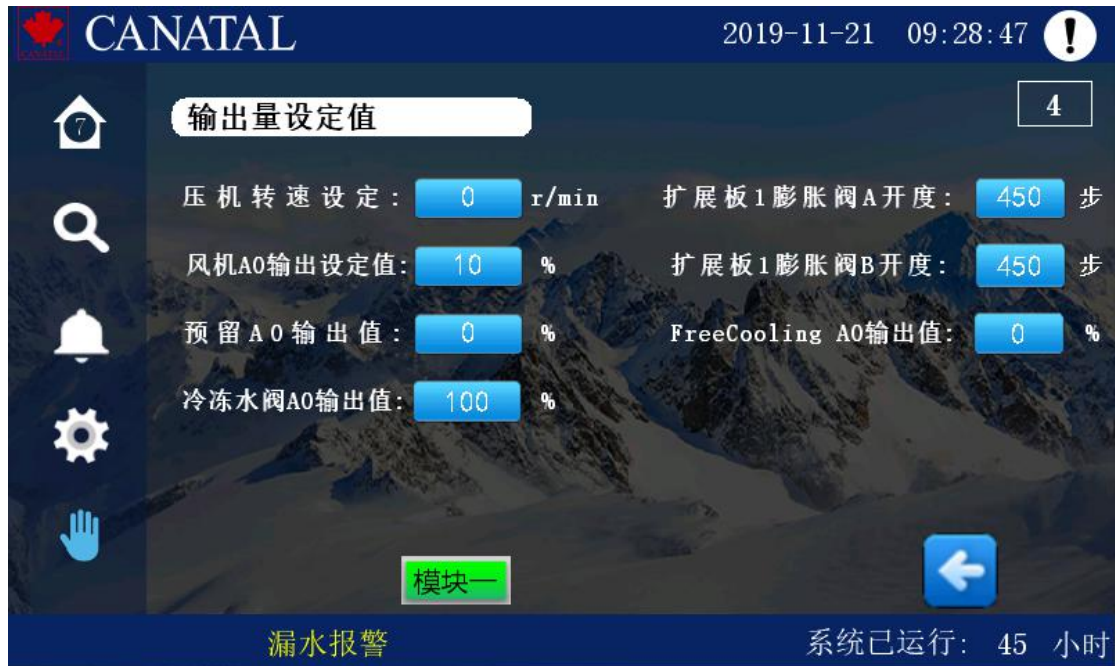 CANATAL 2019-11-21 09:28:47
CANATAL
7
输出量设定值 4
压机转速设定: 0 r/min 扩展板1膨胀阀A开度: 450 步
风机AO输出设定值: 10 % 扩展板1膨胀阀B开度: 450 步
预留AO输出值: 0 % FreeCooling AO输出值: 0 %
冷冻水阀AO输出值: 100 %
模块一
漏水报警 系统已运行: 45 小时